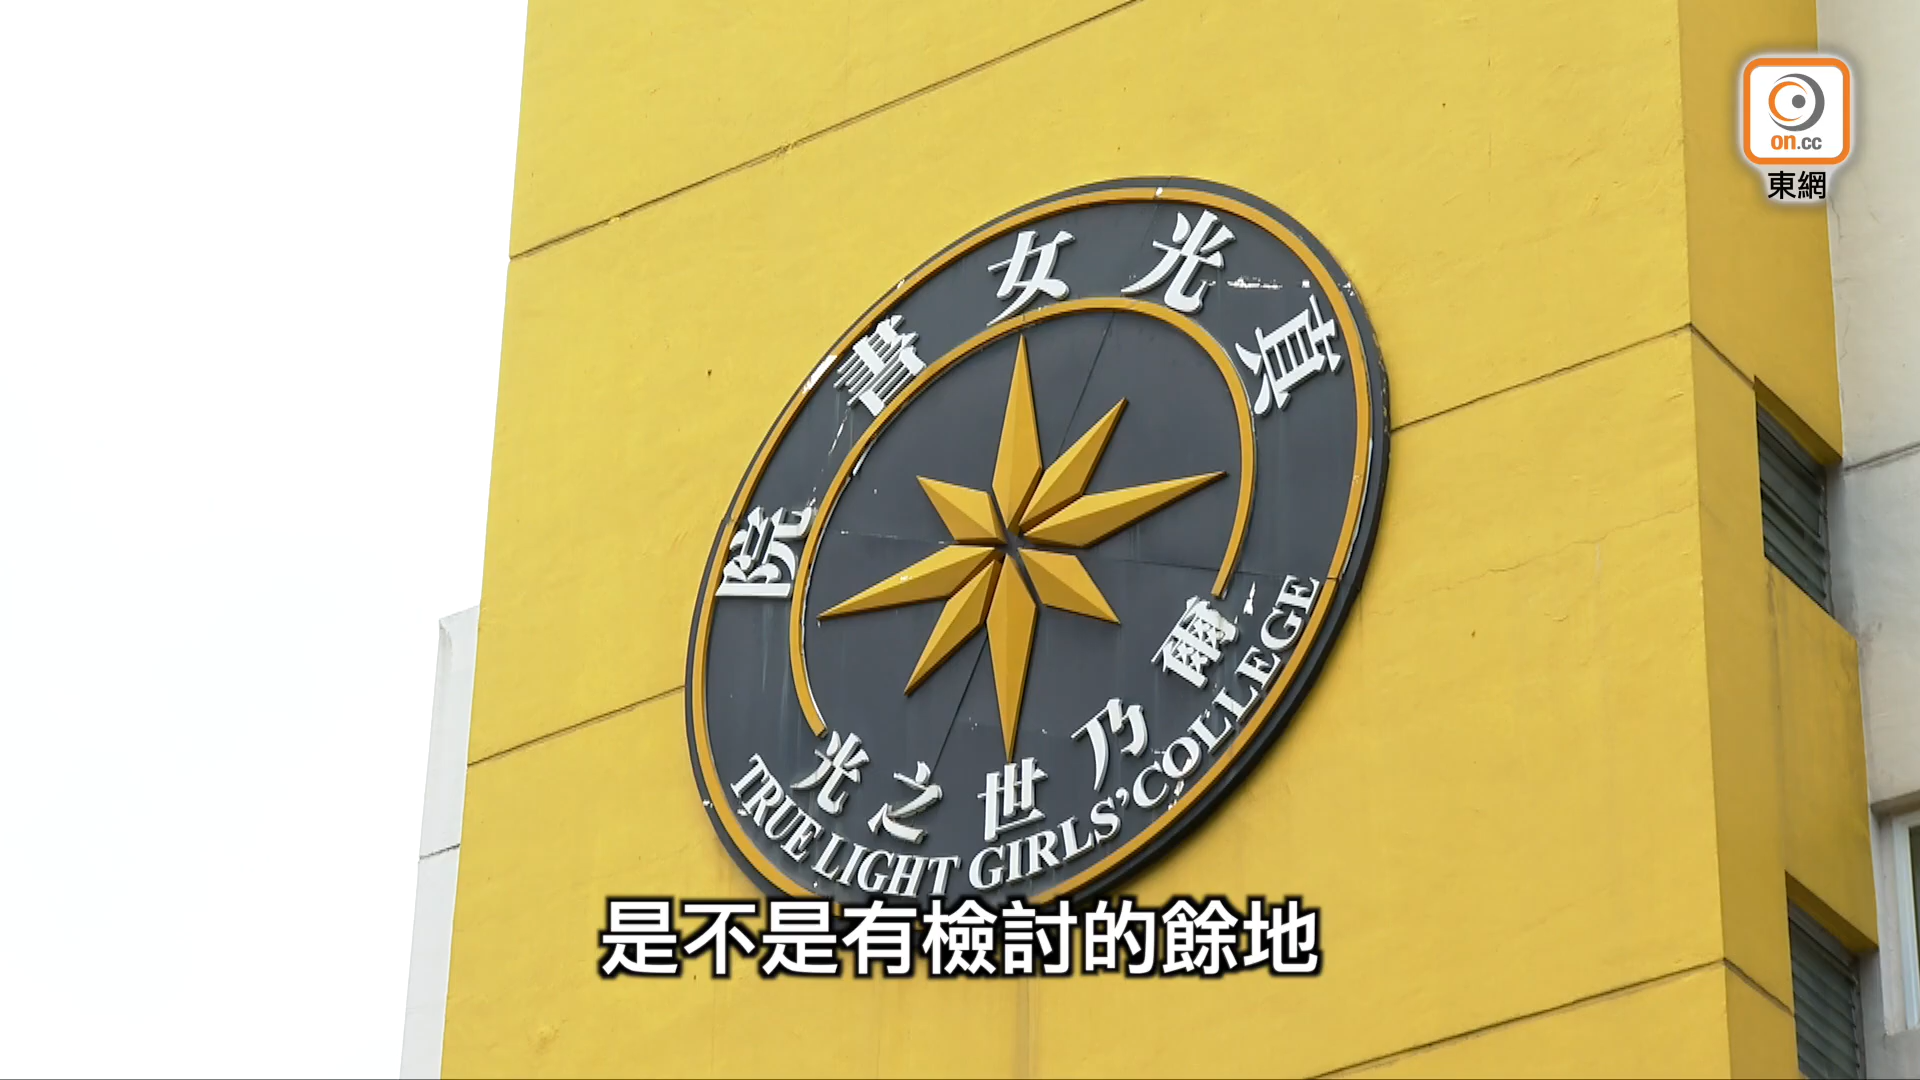 on.cc
東網
真光女書院
爾乃世之光
TRUE LIGHT GIRLS' COLLEGE
是不是有檢討的餘地